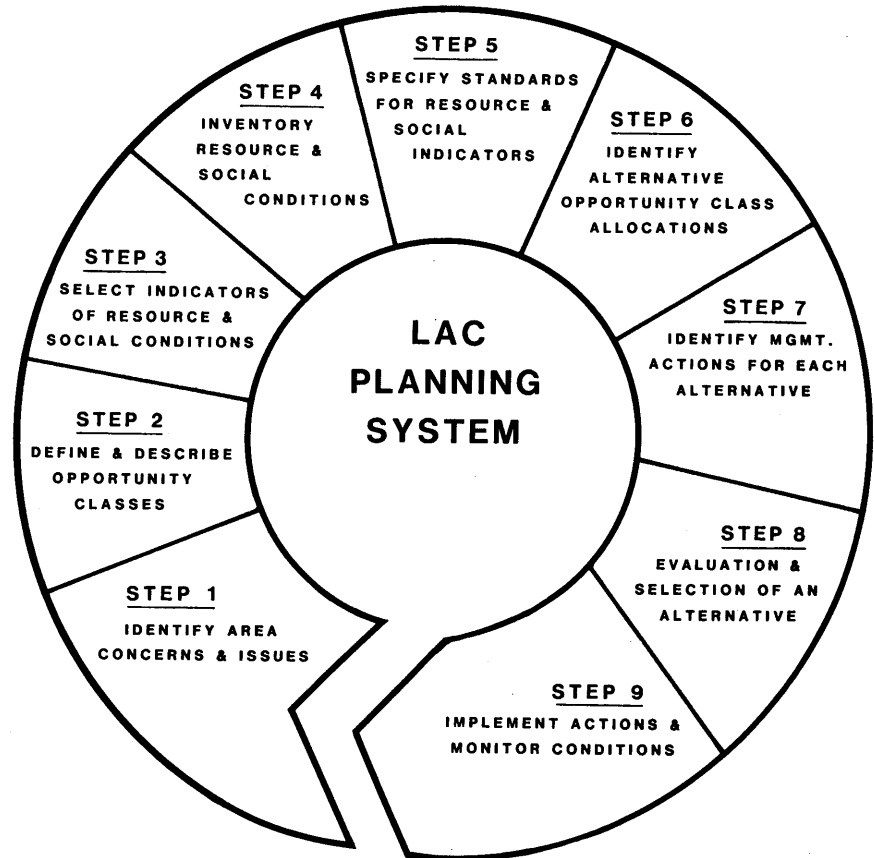 LAC
PLANNING
SYSTEM
STEP 1
IDENTIFY AREA
CONCERNS & ISSUES
STEP 2
DEFINE & DESCRIBE
OPPORTUNITY
CLASSES
STEP 3
SELECT INDICATORS
OF RESOURCE &
SOCIAL CONDITIONS
STEP 4
INVENTORY
RESOURCE &
SOCIAL
CONDITIONS
STEP 5
SPECIFY STANDARDS
FOR RESOURCE &
SOCIAL
INDICATORS
STEP 6
IDENTIFY
ALTERNATIVE
OPPORTUNITY CLASS
ALLOCATIONS
STEP 7
IDENTIFY MGMT.
ACTIONS FOR EACH
ALTERNATIVE
STEP 8
EVALUATION &
SELECTION OF AN
ALTERNATIVE
STEP 9
IMPLEMENT ACTIONS &
MONITOR CONDITIONS